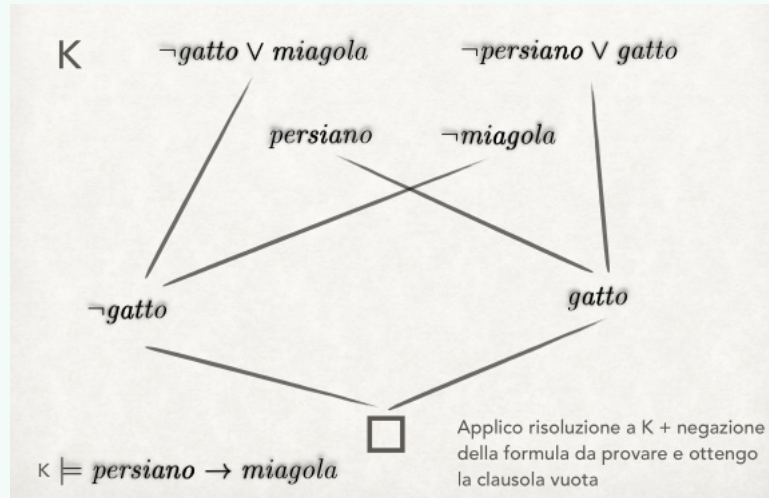 K ¬gatto ∨ miagola ¬persiano ∨ gatto
persiano ¬miagola
¬gatto gatto
Applico risoluzione a K + negazione
della formula da provare e ottengo
la clausola vuota
K ⊨ persiano → miagola